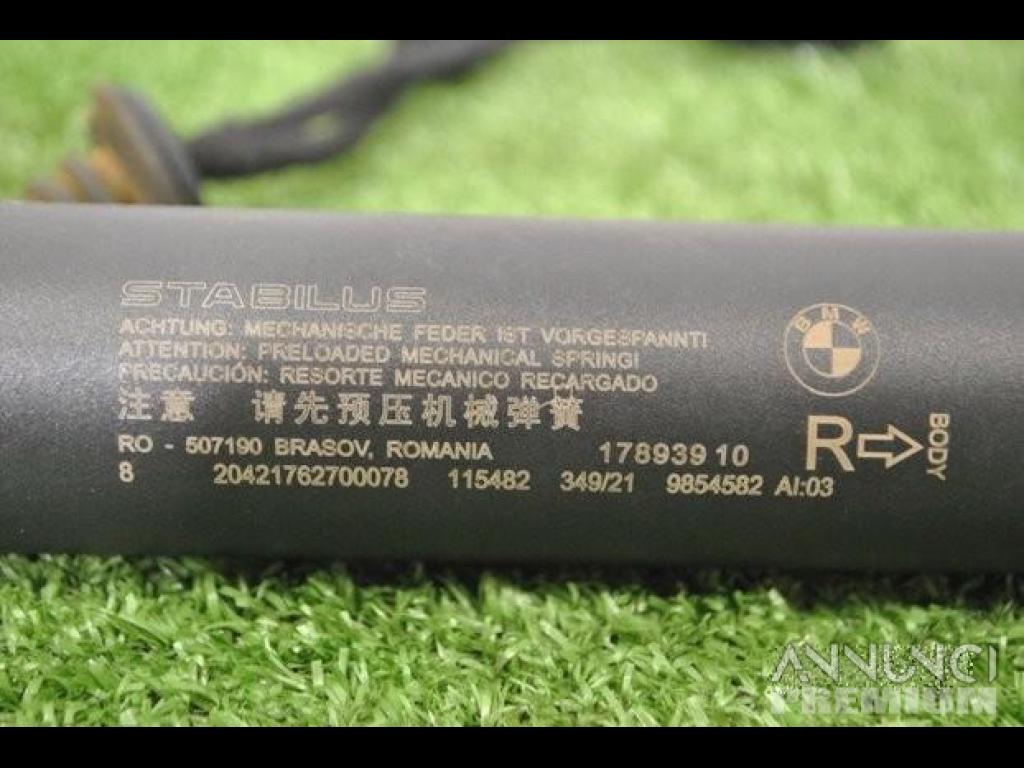 STABILUS
ACHTUNG: MECHANISCHE FEDER IST VORGESPANNT!
ATTENTION: PRELOADED MECHANICAL SPRING!
PRECAUCIÓN: RESORTE MECANICO RECARGADO
注意 请先预压机械弹簧
RO - 507190 BRASOV, ROMANIA 178939 10
8 20421762700078 115482 349/21 9854582 AI:03
BMW
R
BODY
ANNUNCI
PREMIUM